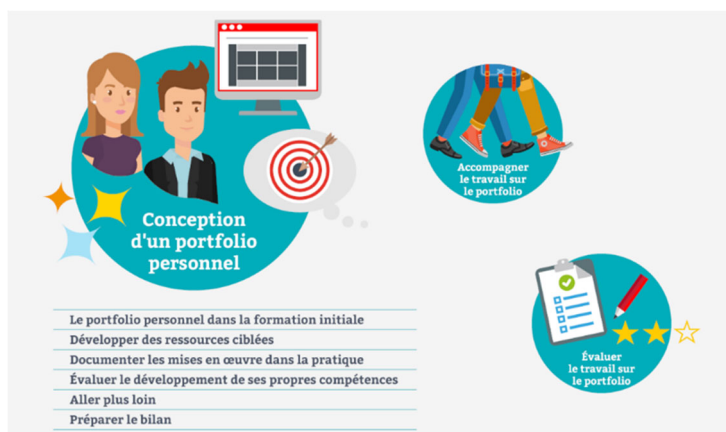 Conception
d'un portfolio
personnel
Accompagner
le travail sur
le portfolio
Évaluer
le travail sur
le portfolio
Le portfolio personnel dans la formation initiale
Développer des ressources ciblées
Documenter les mises en œuvre dans la pratique
Évaluer le développement de ses propres compétences
Aller plus loin
Préparer le bilan